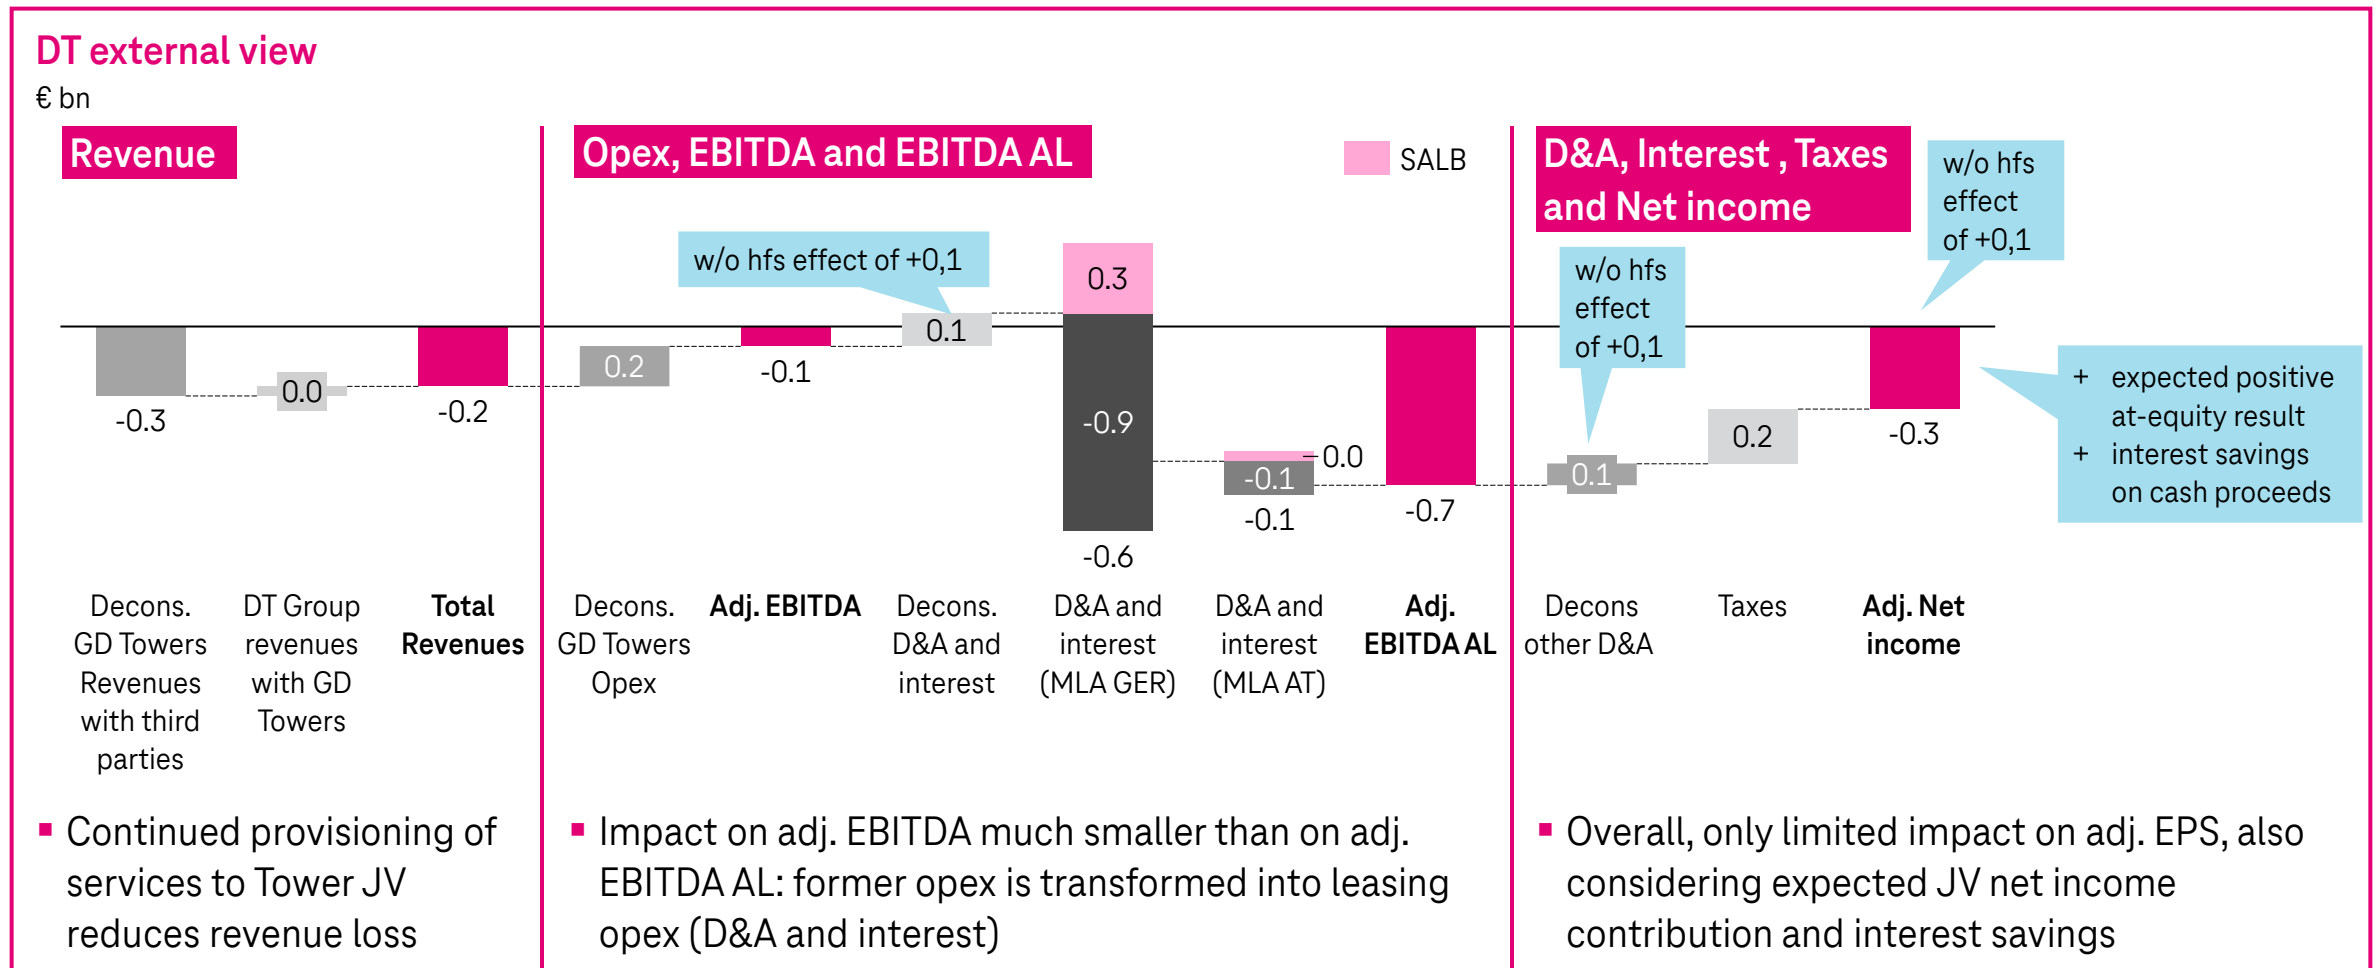 DT external view
€ bn
Revenue
Opex, EBITDA and EBITDA AL
SALB
D&A, Interest , Taxes
and Net income
w/o hfs
effect
of +0,1
w/o hfs effect of +0,1
w/o hfs
effect
of +0,1
-0.3
0.0
-0.2
0.2
-0.1
0.1
0.3
-0.9
-0.6
0.0
-0.1
-0.1
-0.7
0.1
0.2
-0.3
+ expected positive
at-equity result
+ interest savings
on cash proceeds
Decons.
GD Towers
Revenues
with third
parties
DT Group
revenues
with GD
Towers
Total
Revenues
Decons.
GD Towers
Opex
Adj. EBITDA
Decons.
D&A and
interest
D&A and
interest
(MLA GER)
D&A and
interest
(MLA AT)
Adj.
EBITDA AL
Decons
other D&A
Taxes
Adj. Net
income
▪ Continued provisioning of
services to Tower JV
reduces revenue loss
▪ Impact on adj. EBITDA much smaller than on adj.
EBITDA AL: former opex is transformed into leasing
opex (D&A and interest)
▪ Overall, only limited impact on adj. EPS, also
considering expected JV net income
contribution and interest savings